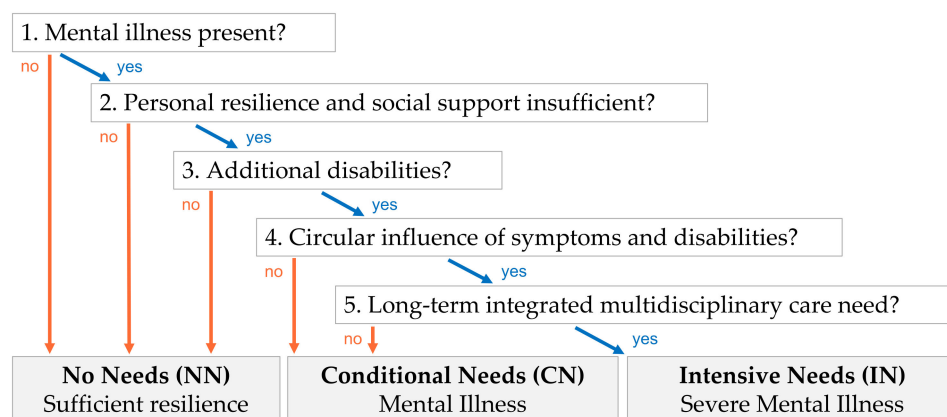 1. Mental illness present?
no
yes
2. Personal resilience and social support insufficient?
no
yes
3. Additional disabilities?
no
yes
4. Circular influence of symptoms and disabilities?
no
yes
5. Long-term integrated multidisciplinary care need?
no
yes
No Needs (NN)
Sufficient resilience
Conditional Needs (CN)
Mental Illness
Intensive Needs (IN)
Severe Mental Illness